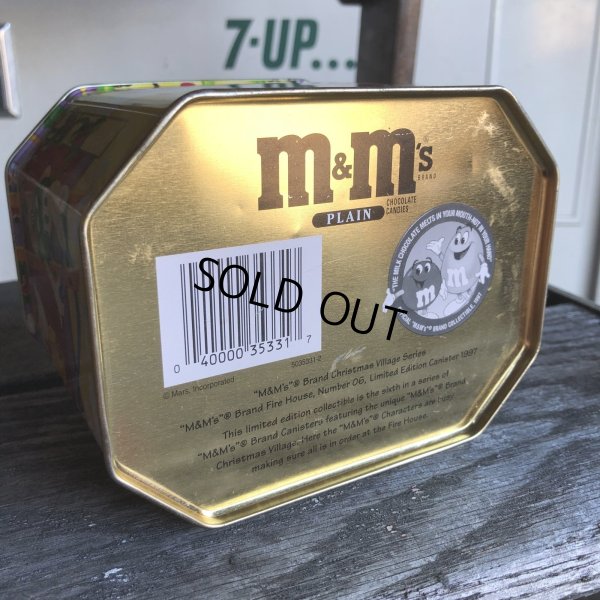 7-UP...
m&m's
BRAND
PLAIN
CHOCOLATE
CANDIES
"THE MILK CHOCOLATE MELTS IN YOUR MOUTH-NOT IN YOUR HAND"
"M&M's"® BRAND COLLECTIBLE, 1997
m
m
SOLD OUT
0 40000 35331 7
© Mars, Incorporated
"M&M's"® Brand Christmas Village Series
"M&M's"® Brand Fire House, Number 06, Limited Edition Canister 1997
This limited edition collectible is the sixth in a series of
"M&M's"® Brand Canisters featuring the unique "M&M's"® Brand
Christmas Village. Here the "M&M's"® Characters are busy
making sure all is in order at the Fire House.